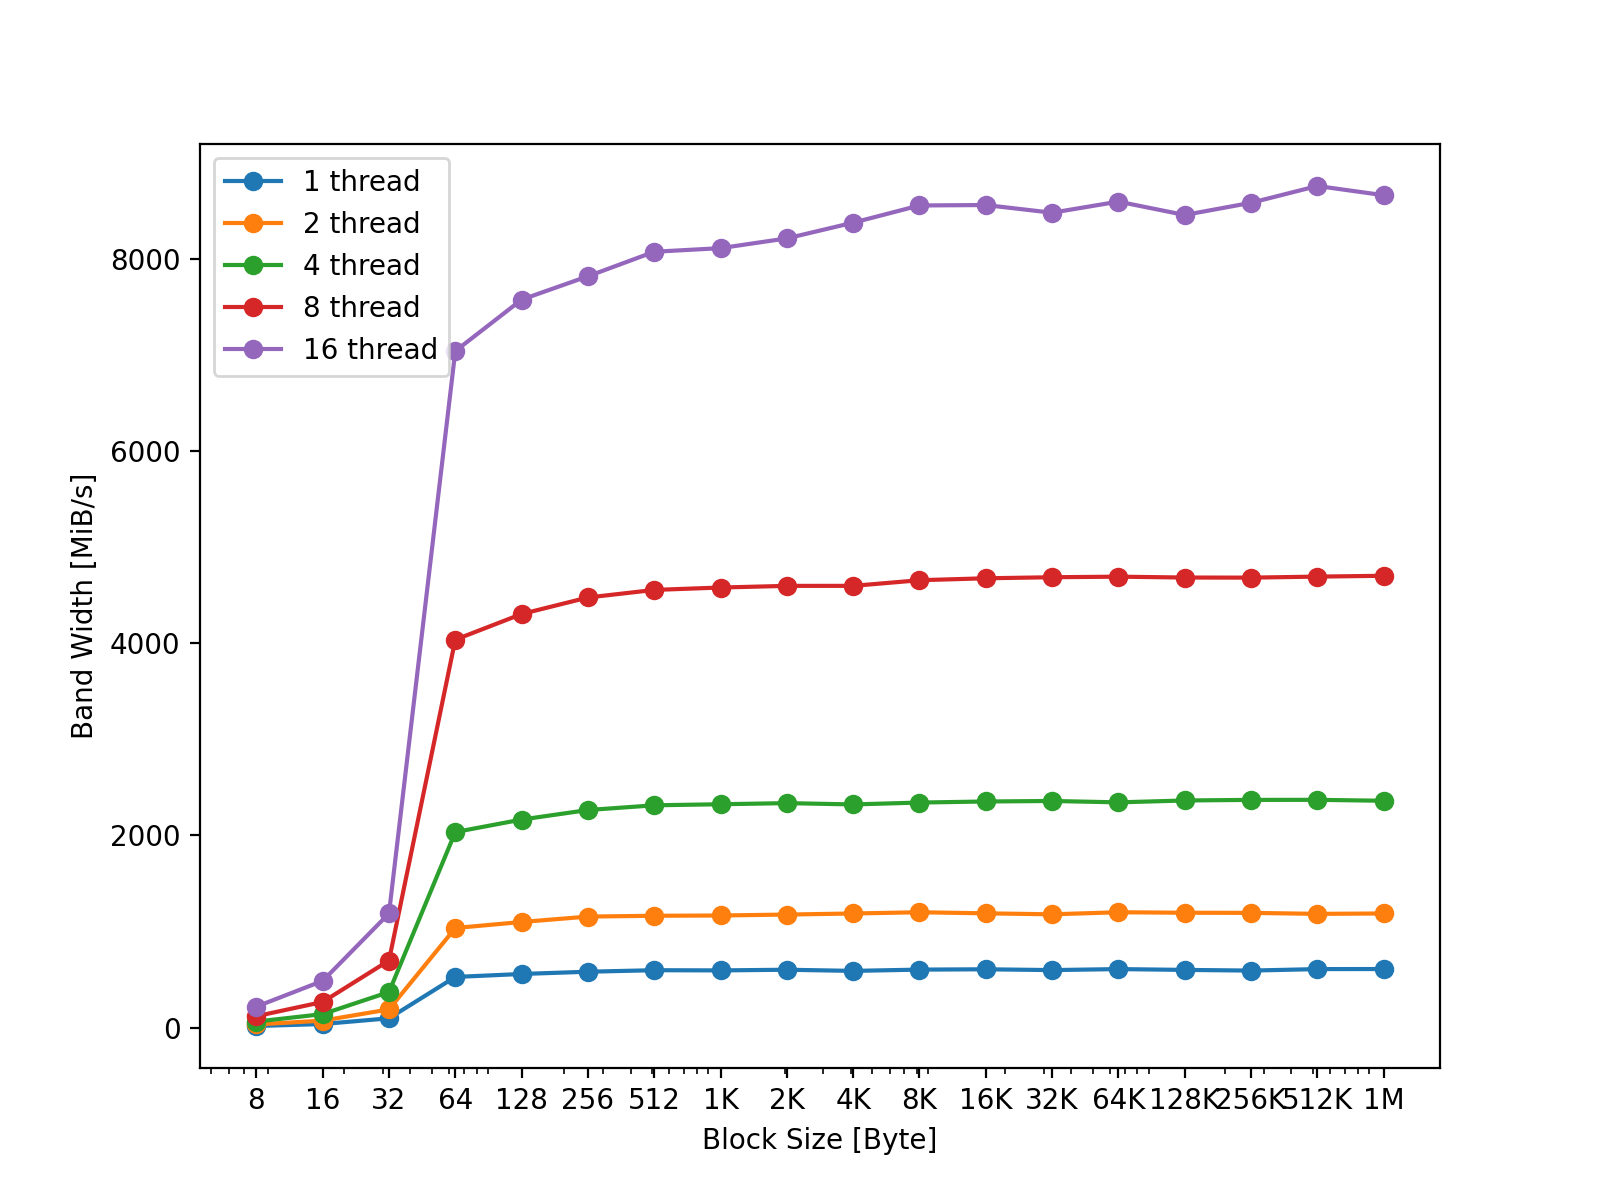 1 thread
2 thread
4 thread
8 thread
16 thread
8000
6000
4000
2000
0
Band Width [MiB/s]
8 16 32 64 128 256 512 1K 2K 4K 8K 16K 32K 64K 128K 256K 512K 1M
Block Size [Byte]